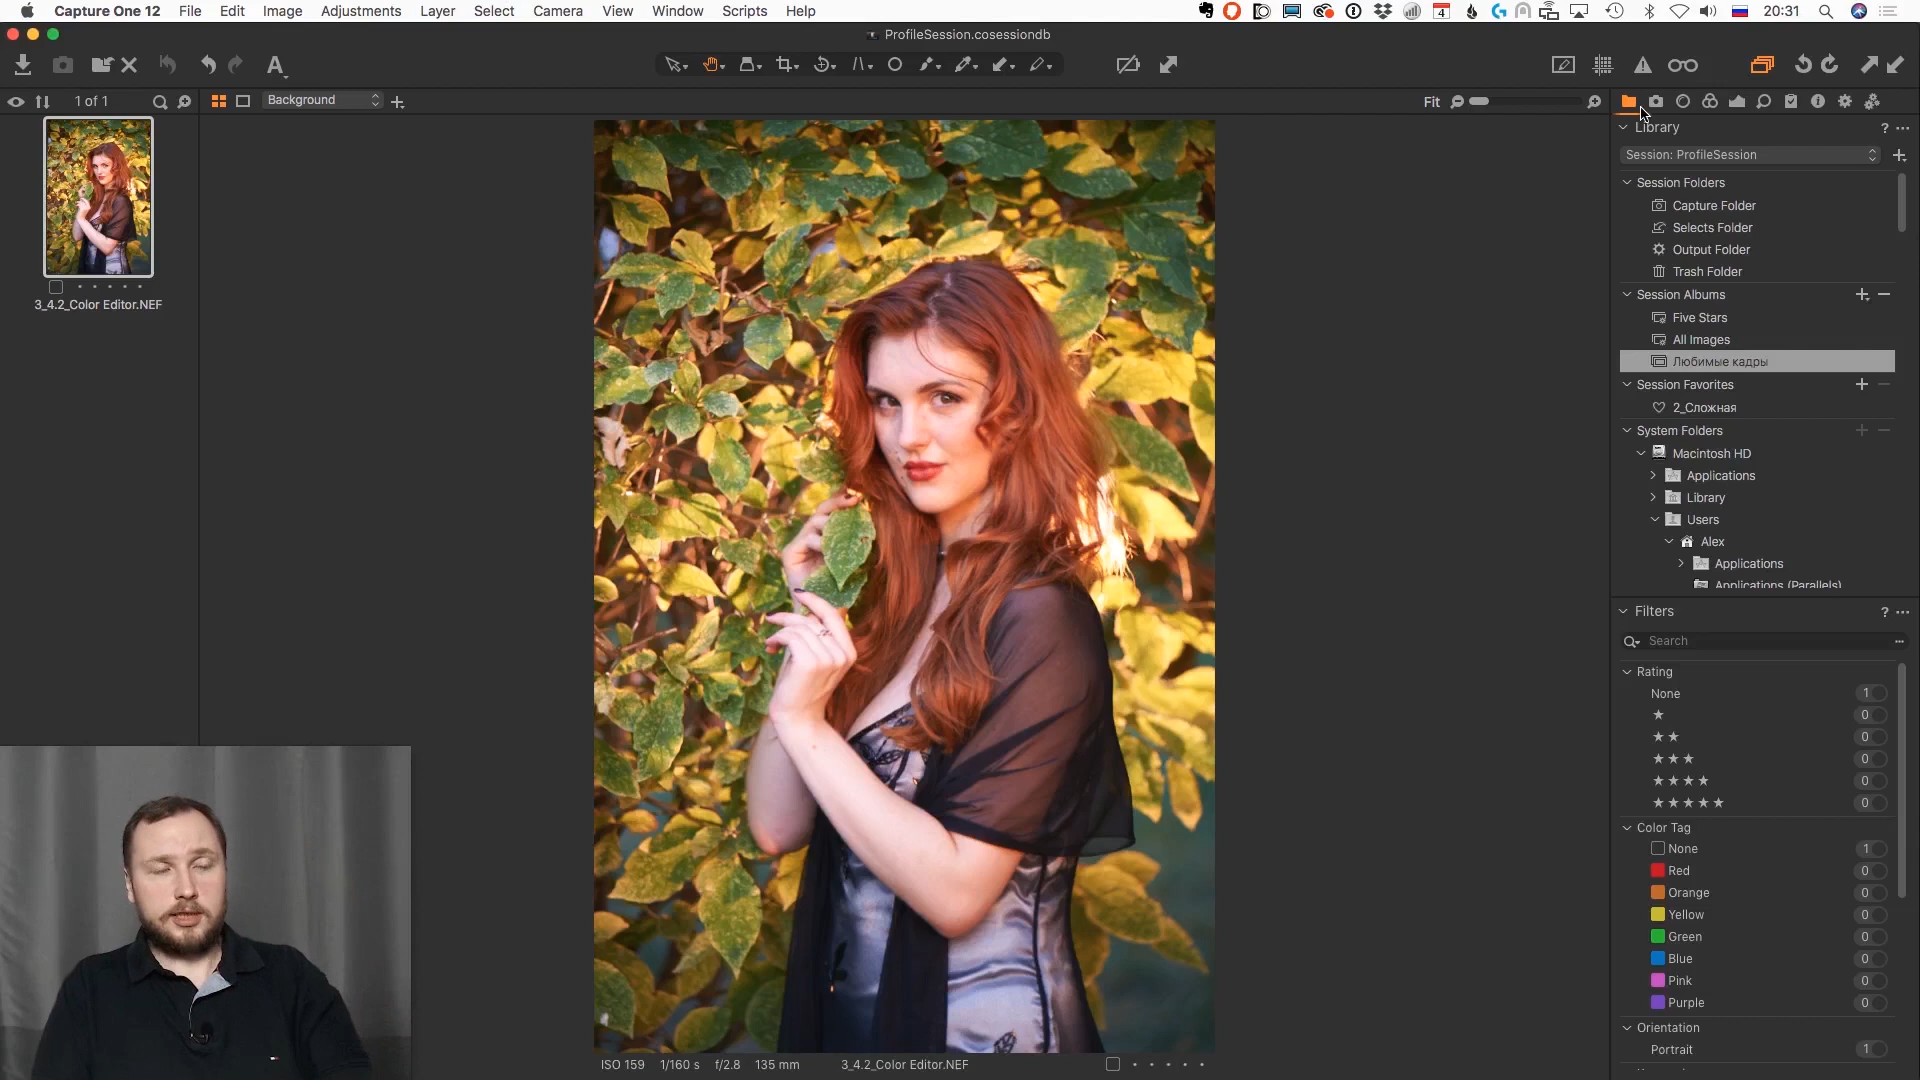 Capture One 12 File Edit Image Adjustments Layer Select Camera View Window Scripts Help 4 20:31
ProfileSession.cosessiondb
A
1 of 1 Background Fit
3_4.2_Color Editor.NEF
ISO 159 1/160 s f/2.8 135 mm 3_4.2_Color Editor.NEF
Library ?
Session: ProfileSession
Session Folders
Capture Folder
Selects Folder
Output Folder
Trash Folder
Session Albums
Five Stars
All Images
Любимые кадры
Session Favorites
2_Сложная
System Folders
Macintosh HD
Applications
Library
Users
Alex
Applications
Applications (Parallels)
Filters ?
Search
Rating
None 1
★ 0
★★ 0
★★★ 0
★★★★ 0
★★★★★ 0
Color Tag
None 1
Red 0
Orange 0
Yellow 0
Green 0
Blue 0
Pink 0
Purple 0
Orientation
Portrait 1